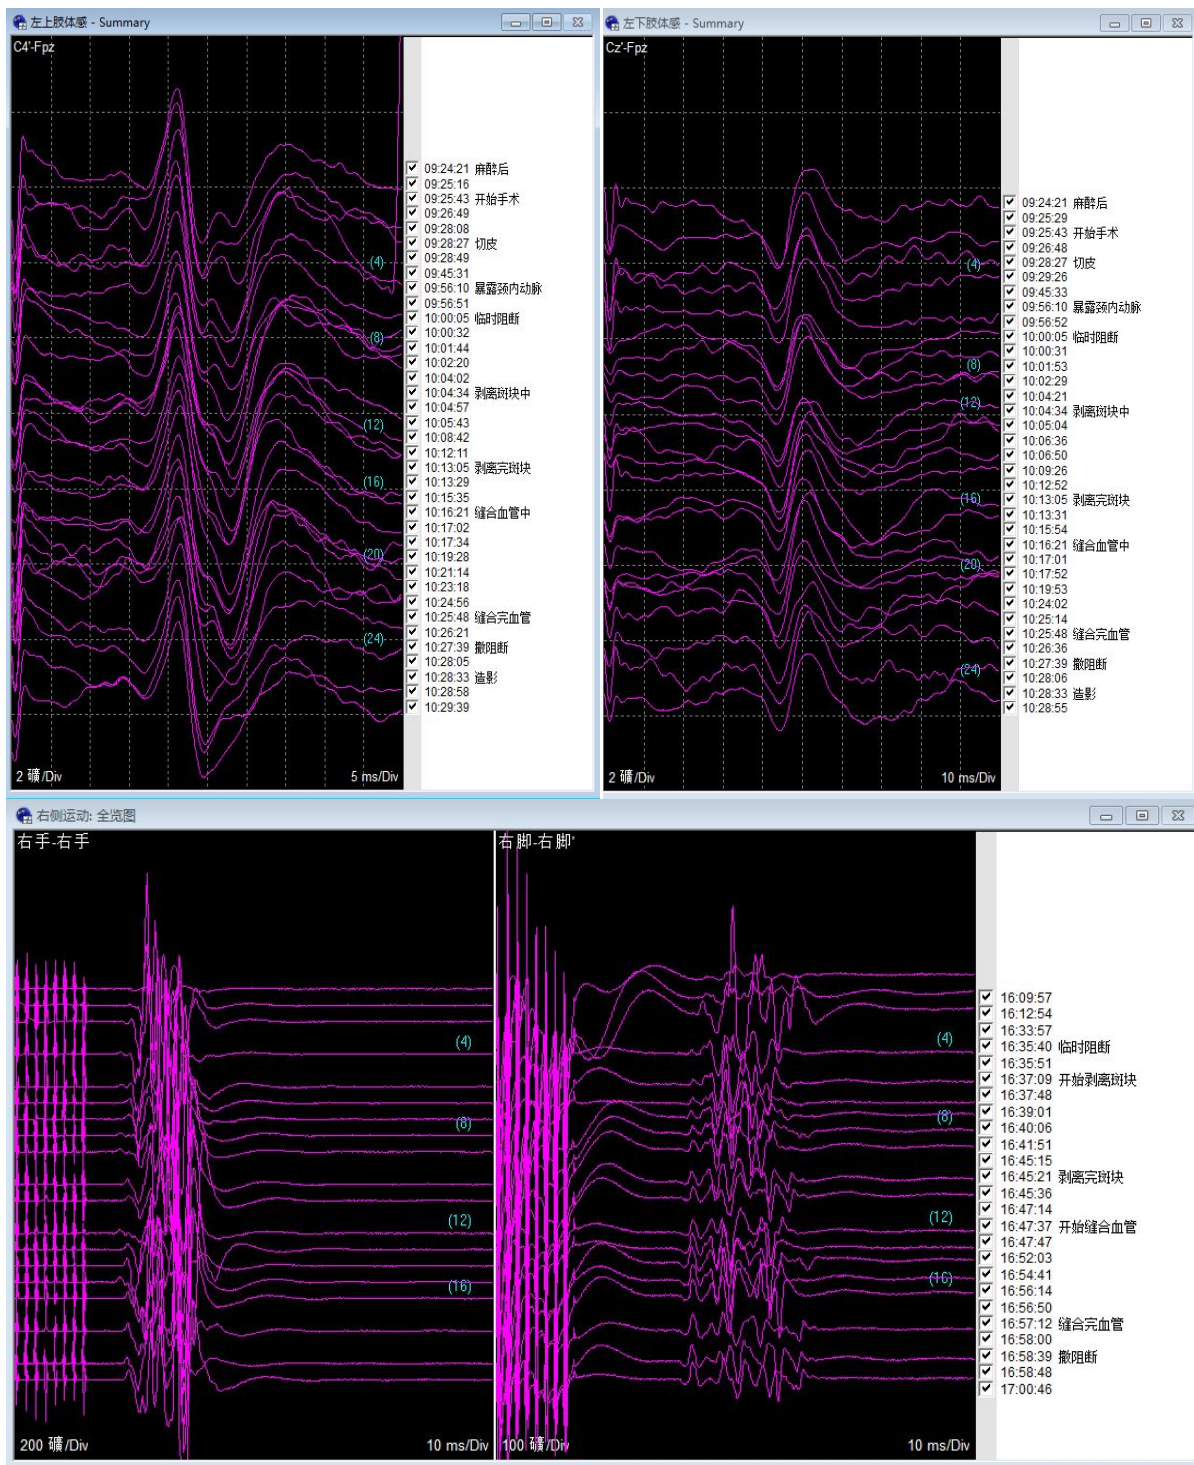 左上肢体感 - Summary
C4'-Fpz
09:24:21 麻醉后
09:25:16
09:25:43 开始手术
09:26:49
09:28:08
09:28:27 切皮
09:28:49
09:45:31
09:56:10 暴露颈内动脉
09:56:51
10:00:05 临时阻断
10:00:32
10:01:44
10:02:20
10:04:02
10:04:34 剥离斑块中
10:04:57
10:05:43
10:08:42
10:12:11
10:13:05 剥离完斑块
10:13:29
10:15:35
10:16:21 缝合血管中
10:17:02
10:17:34
10:19:28
10:21:14
10:23:18
10:24:56
10:25:48 缝合完血管
10:26:21
10:27:39 撤阻断
10:28:05
10:28:33 造影
10:28:58
10:29:39
(4)
(8)
(12)
(16)
(20)
(24)
2 礦/Div
5 ms/Div
左下肢体感 - Summary
Cz'-Fpz
09:24:21 麻醉后
09:25:29
09:25:43 开始手术
09:26:48
09:28:27 切皮
09:29:26
09:45:33
09:56:10 暴露颈内动脉
09:56:52
10:00:05 临时阻断
10:00:31
10:01:53
10:02:29
10:04:21
10:04:34 剥离斑块中
10:05:04
10:06:36
10:06:50
10:09:26
10:12:52
10:13:05 剥离完斑块
10:13:31
10:15:54
10:16:21 缝合血管中
10:17:01
10:17:52
10:19:53
10:24:02
10:25:14
10:25:48 缝合完血管
10:26:36
10:27:39 撤阻断
10:28:06
10:28:33 造影
10:28:55
(4)
(8)
(12)
(16)
(20)
(24)
2 礦/Div
10 ms/Div
右侧运动: 全览图
右手-右手
(4)
(8)
(12)
(16)
200 礦/Div
10 ms/Div
右脚-右脚'
(4)
(8)
(12)
(16)
100 礦/Div
10 ms/Div
16:09:57
16:12:54
16:33:57
16:35:40 临时阻断
16:35:51
16:37:09 开始剥离斑块
16:37:48
16:39:01
16:40:06
16:41:51
16:45:15
16:45:21 剥离完斑块
16:45:36
16:47:14
16:47:37 开始缝合血管
16:47:47
16:52:03
16:54:41
16:56:14
16:56:50
16:57:12 缝合完血管
16:58:00
16:58:39 撤阻断
16:58:48
17:00:46